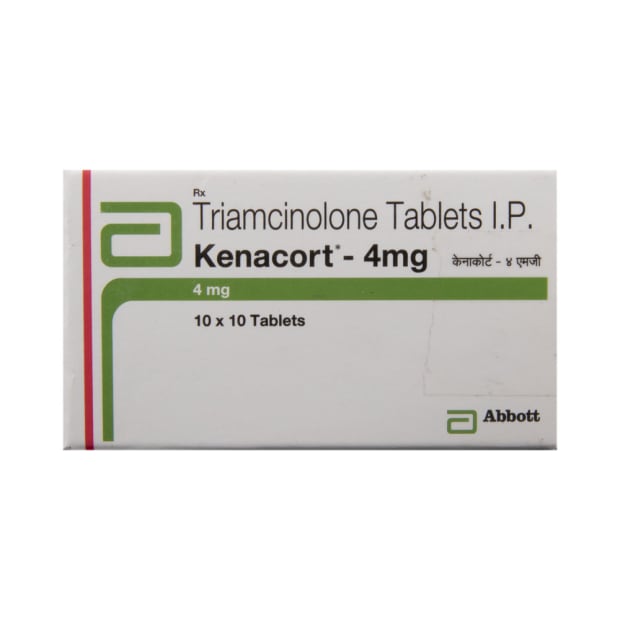 Rx
Triamcinolone Tablets I.P.
Kenacort*- 4mg केनाकोर्ट - ४ एमजी
4 mg
10 x 10 Tablets
Abbott